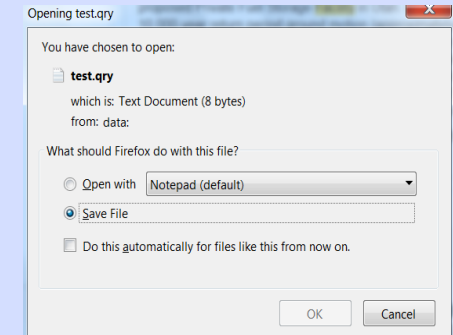 Opening test.qry
You have chosen to open:
test.qry
which is: Text Document (8 bytes)
from: data:
What should Firefox do with this file?
Open with Notepad (default)
Save File
Do this automatically for files like this from now on.
OK Cancel